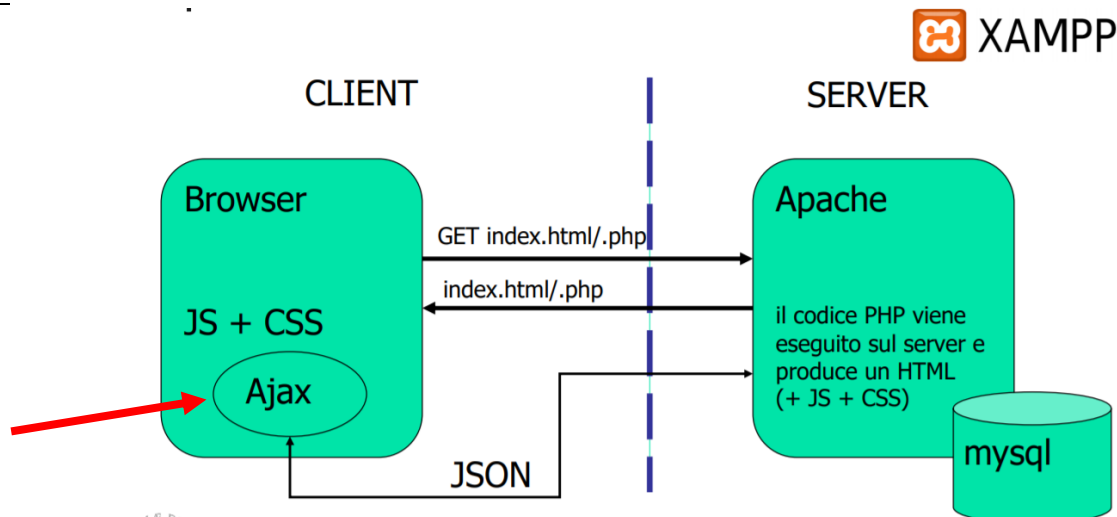 XAMPP
CLIENT
SERVER
Browser
Apache
GET index.html/.php
index.html/.php
JS + CSS
il codice PHP viene
eseguito sul server e
produce un HTML
(+ JS + CSS)
Ajax
mysql
JSON